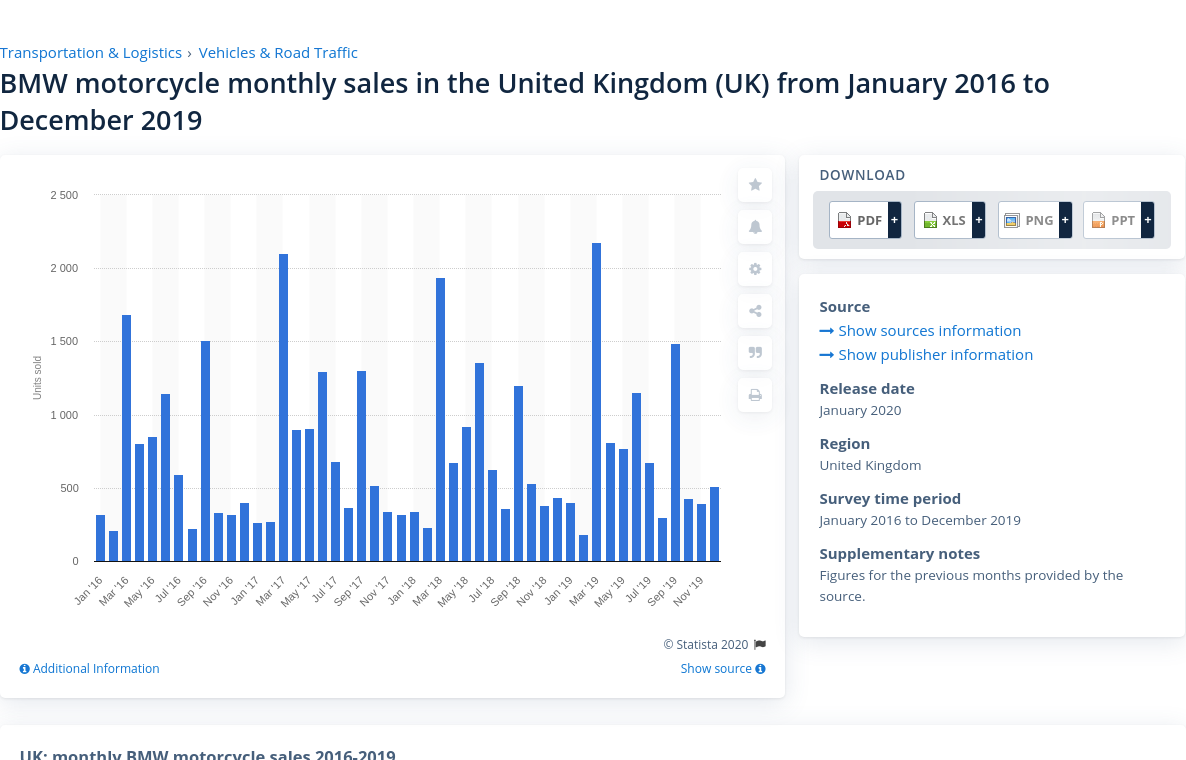 Transportation & Logistics › Vehicles & Road Traffic
BMW motorcycle monthly sales in the United Kingdom (UK) from January 2016 to
December 2019
2 500
2 000
1 500
1 000
500
0
Units sold
Jan '16
Mar '16
May '16
Jul '16
Sep '16
Nov '16
Jan '17
Mar '17
May '17
Jul '17
Sep '17
Nov '17
Jan '18
Mar '18
May '18
Jul '18
Sep '18
Nov '18
Jan '19
Mar '19
May '19
Jul '19
Sep '19
Nov '19
© Statista 2020
Additional Information
Show source
DOWNLOAD
PDF + XLS + PNG + PPT +
Source
Show sources information
Show publisher information
Release date
January 2020
Region
United Kingdom
Survey time period
January 2016 to December 2019
Supplementary notes
Figures for the previous months provided by the
source.
UK: monthly BMW motorcycle sales 2016-2019